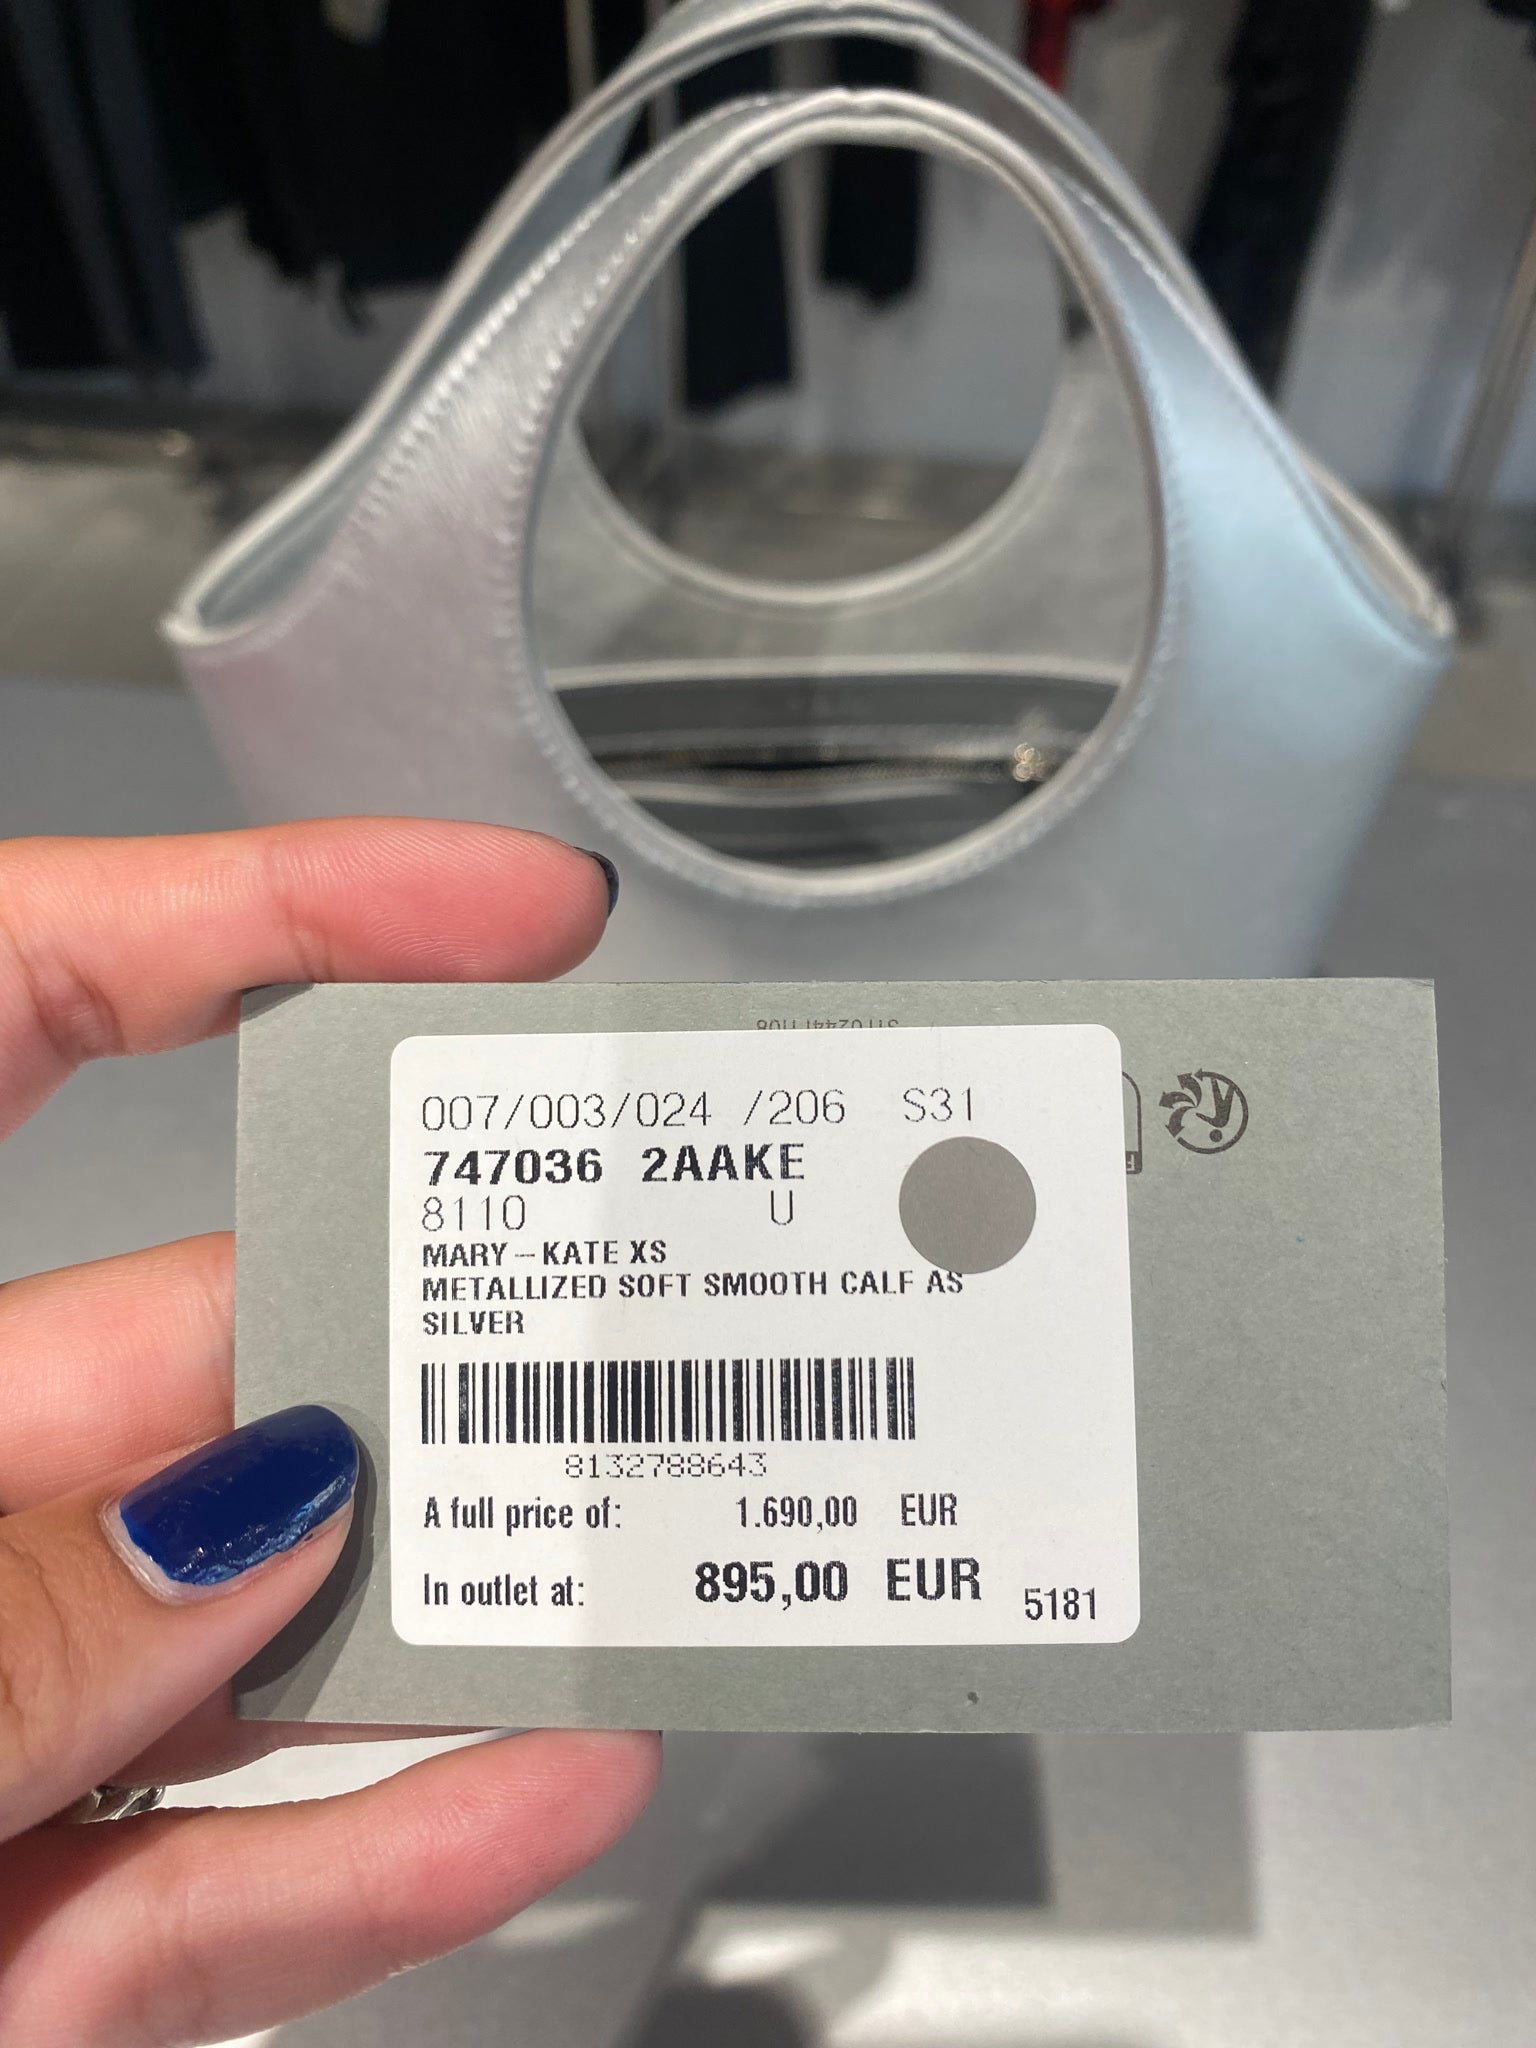 007/003/024 /206 S31
747036 2AAKE
8110 U
MARY-KATE XS
METALLIZED SOFT SMOOTH CALF AS
SILVER
8132788643
A full price of: 1.690,00 EUR
In outlet at: 895,00 EUR 5181